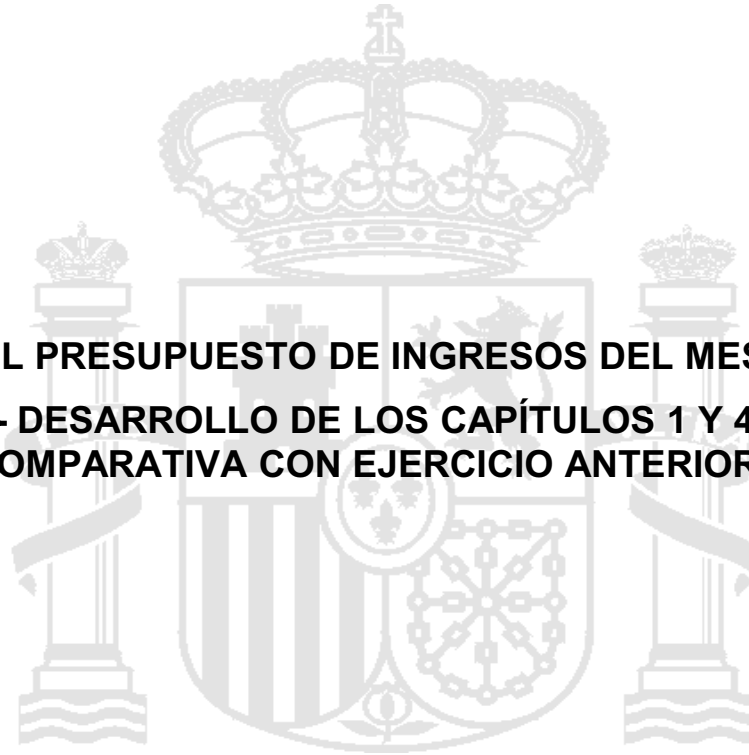 L PRESUPUESTO DE INGRESOS DEL MES
- DESARROLLO DE LOS CAPÍTULOS 1 Y 4
OMPARATIVA CON EJERCICIO ANTERIOR